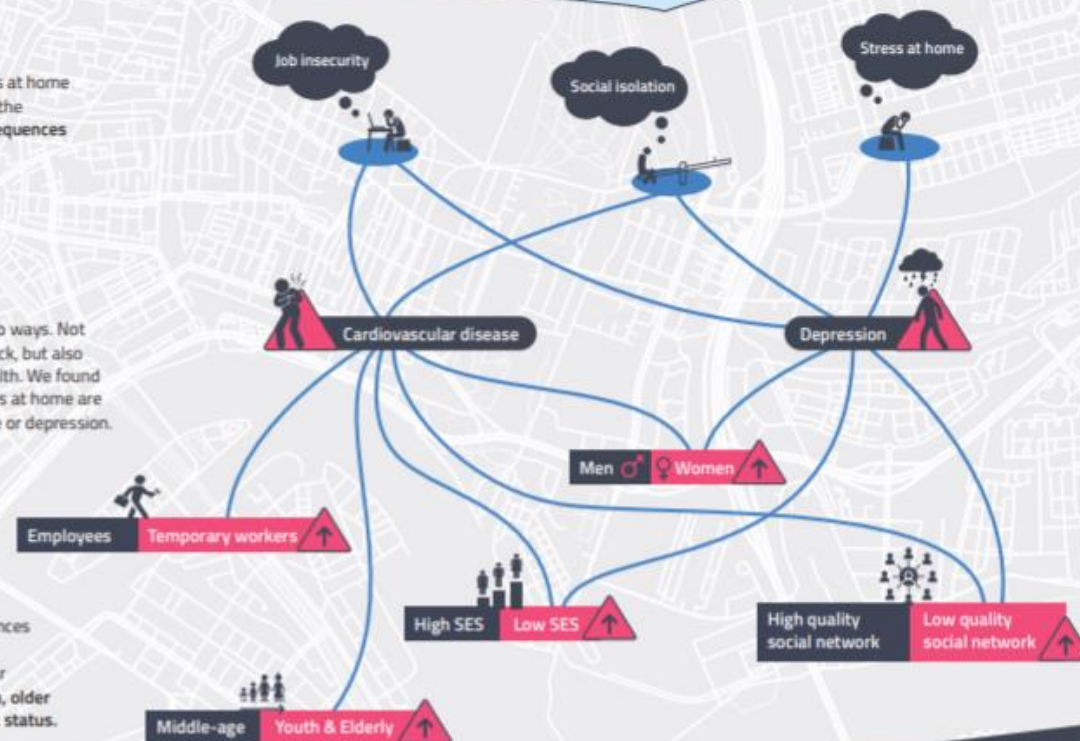 Job insecurity
Social isolation
Stress at home
s at home
the
equences
Cardiovascular disease
Depression
o ways. Not
ck, but also
lth. We found
s at home are
e or depression.
Men
Women
Employees
Temporary workers
High SES
Low SES
High quality
social network
Low quality
social network
nces
r
, older
status.
Middle-age
Youth & Elderly